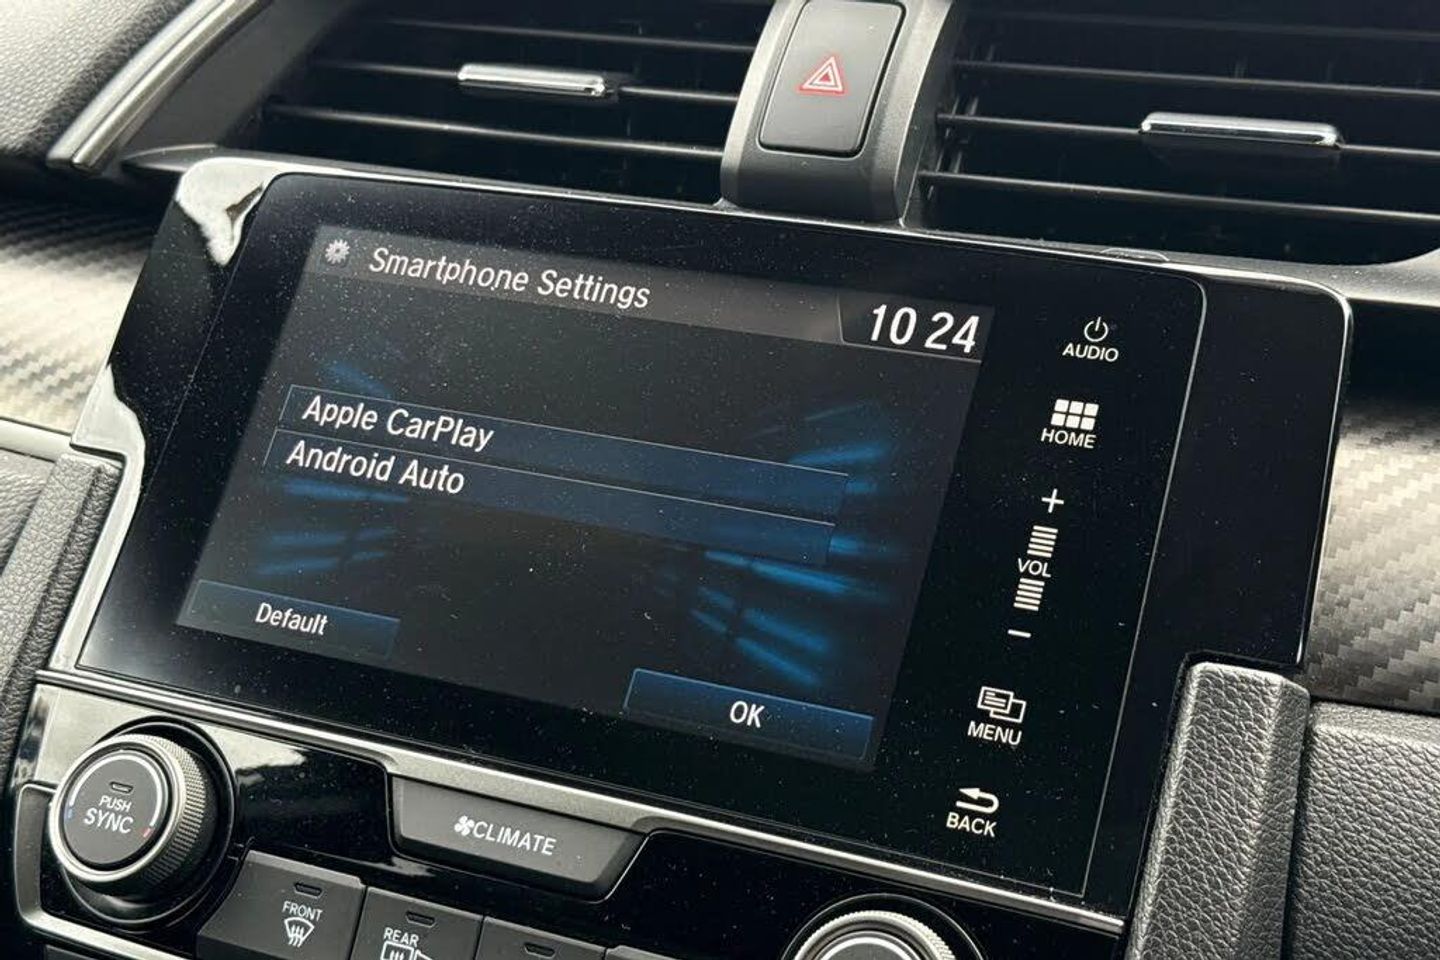 Smartphone Settings
10 24
AUDIO
Apple CarPlay
HOME
Android Auto
+
VOL
−
Default
OK
MENU
BACK
PUSH
SYNC
CLIMATE
FRONT
REAR